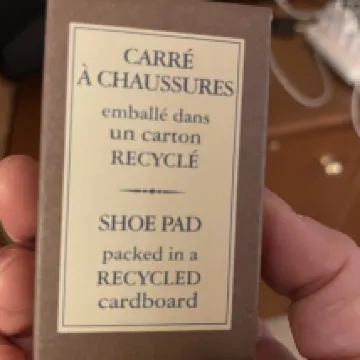 CARRÉ
À CHAUSSURES
emballé dans
un carton
RECYCLÉ
SHOE PAD
packed in a
RECYCLED
cardboard